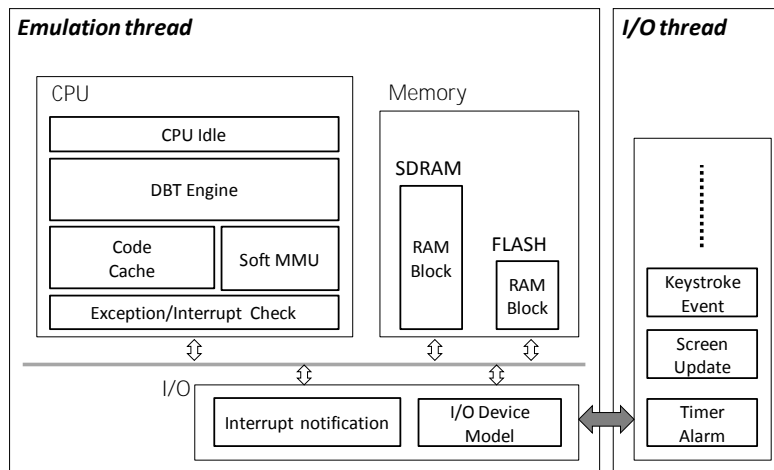 Emulation thread
I/O thread
CPU
CPU Idle
DBT Engine
Code
Cache
Soft MMU
Exception/Interrupt Check
Memory
SDRAM
RAM
Block
FLASH
RAM
Block
I/O
Interrupt notification
I/O Device
Model
Keystroke
Event
Screen
Update
Timer
Alarm